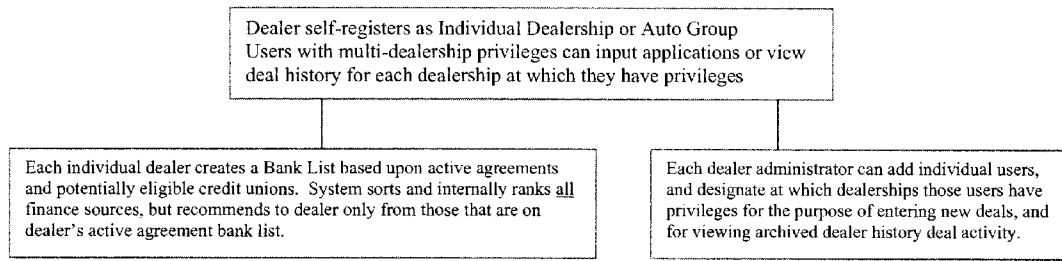 Dealer self-registers as Individual Dealership or Auto Group
Users with multi-dealership privileges can input applications or view
deal history for each dealership at which they have privileges
Each individual dealer creates a Bank List based upon active agreements
and potentially eligible credit unions. System sorts and internally ranks all
finance sources, but recommends to dealer only from those that are on
dealer's active agreement bank list.
Each dealer administrator can add individual users,
and designate at which dealerships those users have
privileges for the purpose of entering new deals, and
for viewing archived dealer history deal activity.